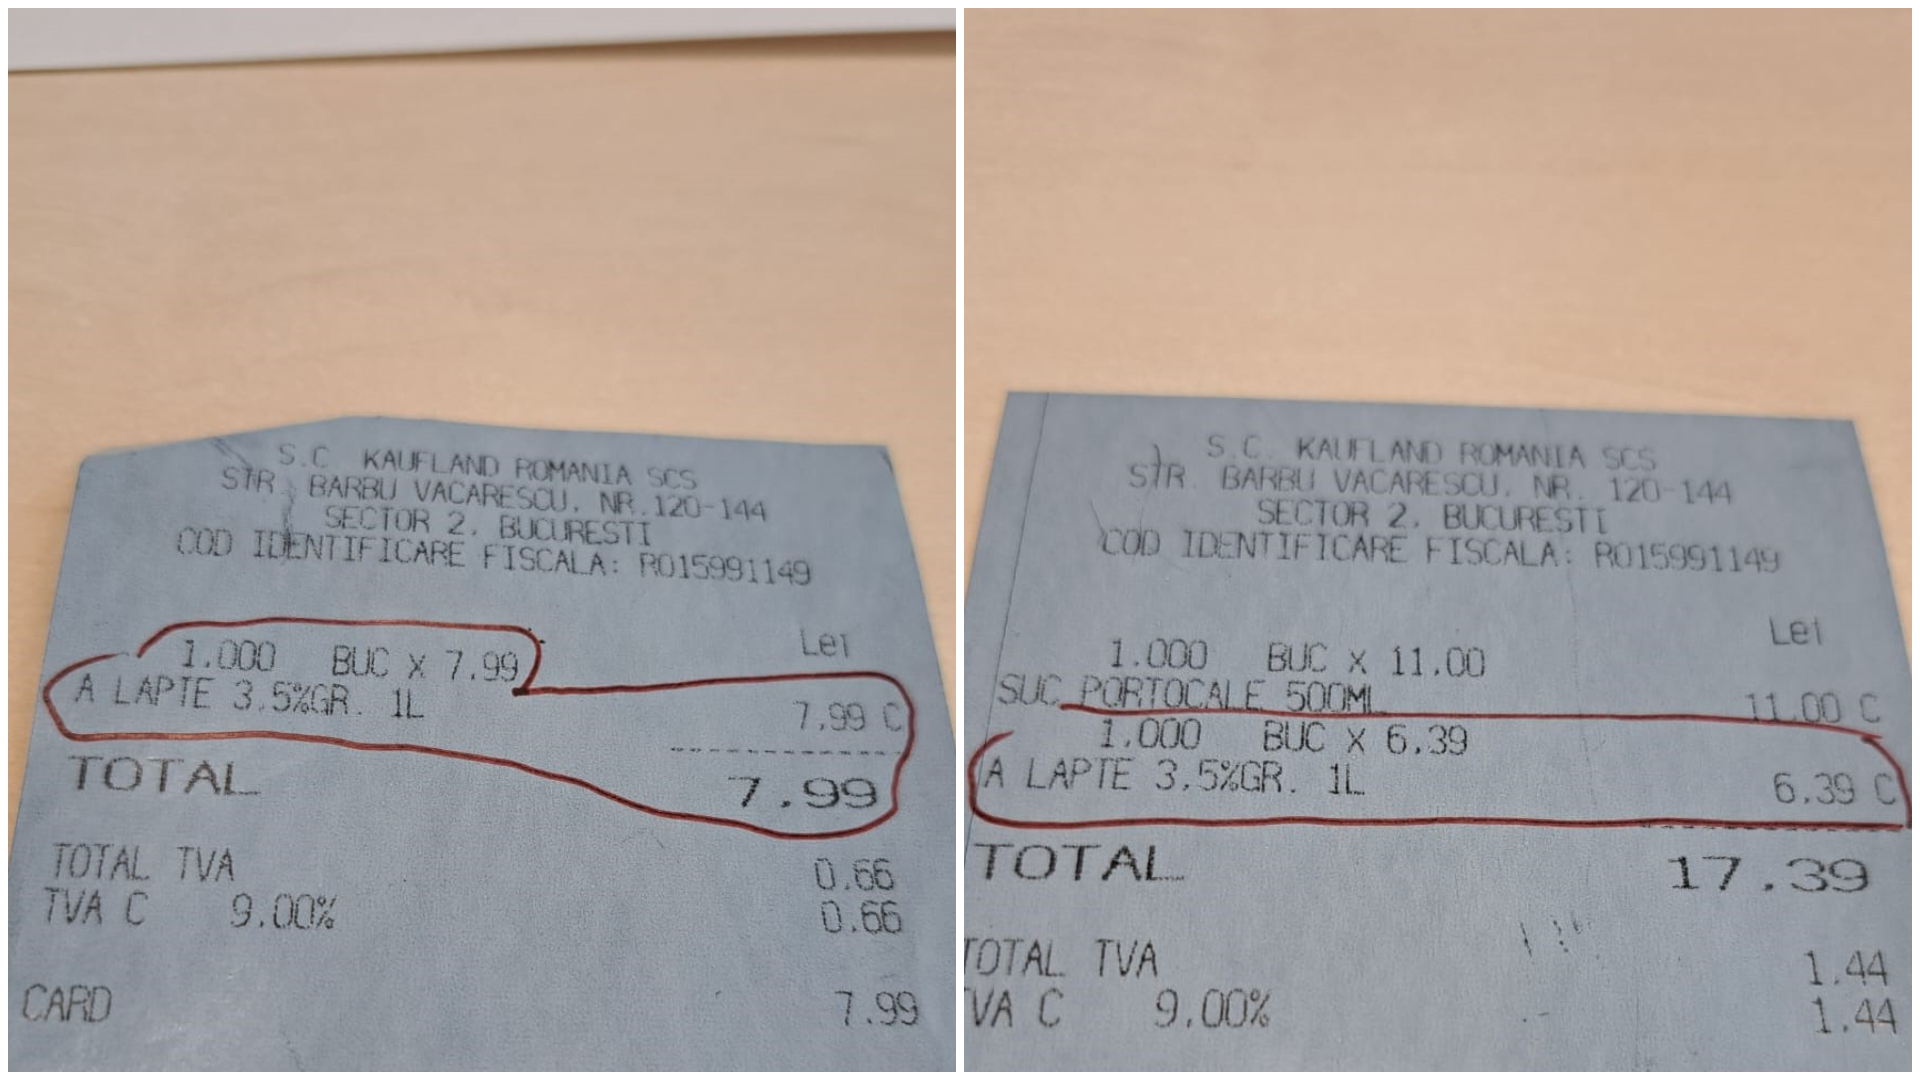 S.C. KAUFLAND ROMANIA SCS
STR. BARBU VACARESCU, NR.120-144
SECTOR 2, BUCURESTI
COD IDENTIFICARE FISCALA: RO15991149
Lei
1.000 BUC X 7.99
A LAPTE 3.5%GR. 1L 7.99 C
TOTAL 7.99
TOTAL TVA 0.66
TVA C 9.00% 0.66
CARD 7.99
S.C. KAUFLAND ROMANIA SCS
STR. BARBU VACARESCU, NR. 120-144
SECTOR 2, BUCURESTI
COD IDENTIFICARE FISCALA: RO15991149
Lei
1.000 BUC X 11.00
SUC PORTOCALE 500ML 11.00 C
1.000 BUC X 6.39
A LAPTE 3.5%GR. 1L 6.39 C
TOTAL 17.39
TOTAL TVA 1.44
TVA C 9.00% 1.44